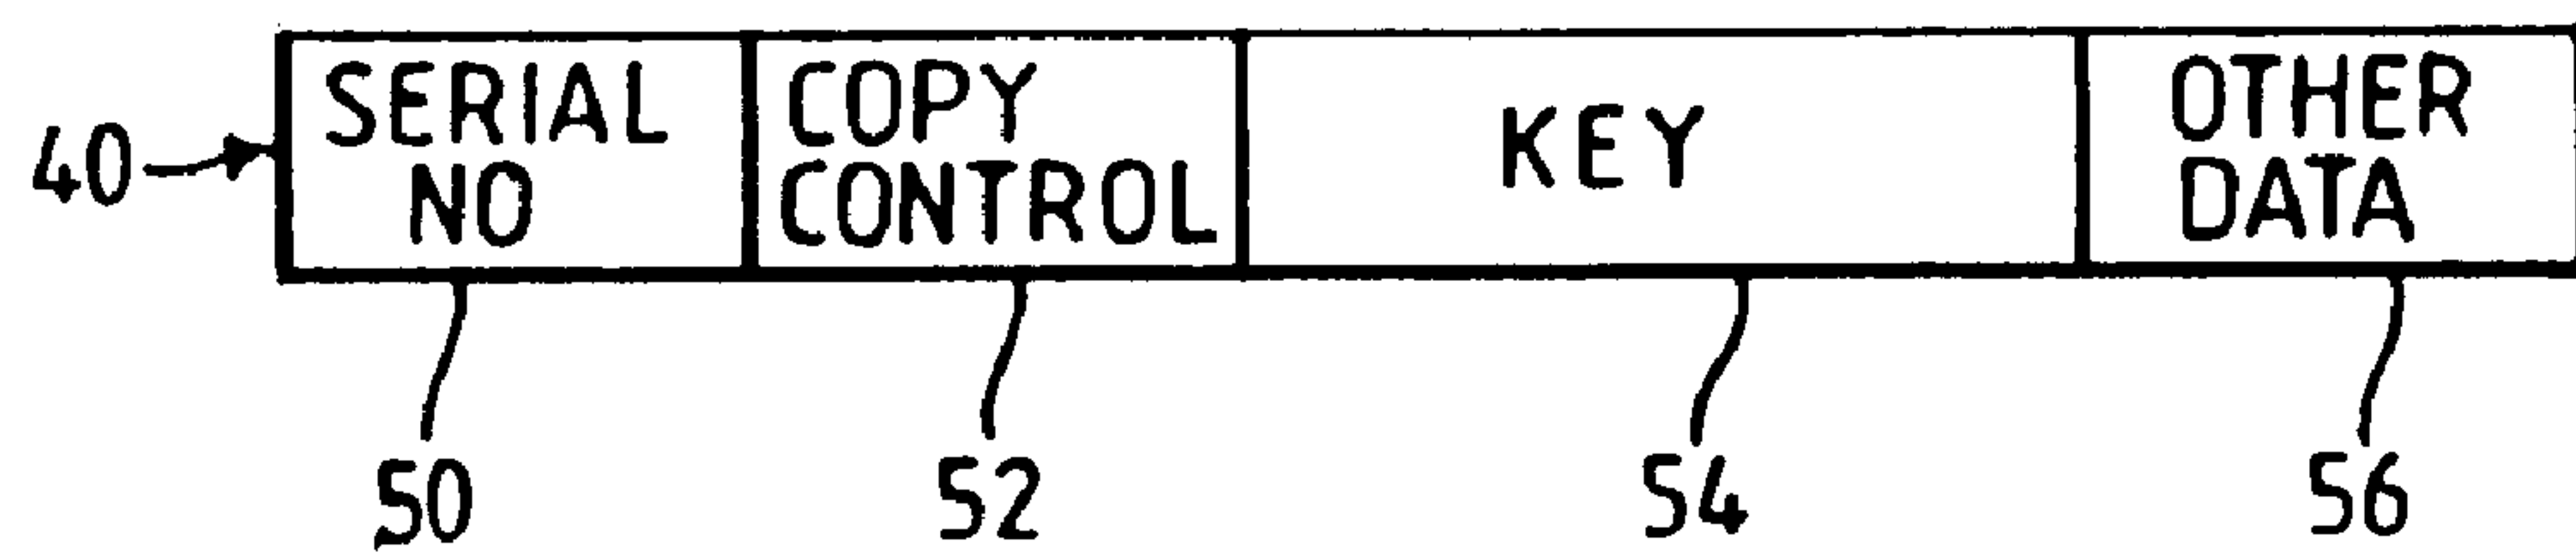 40
SERIAL
NO
COPY
CONTROL
KEY
OTHER
DATA
50
52
54
56